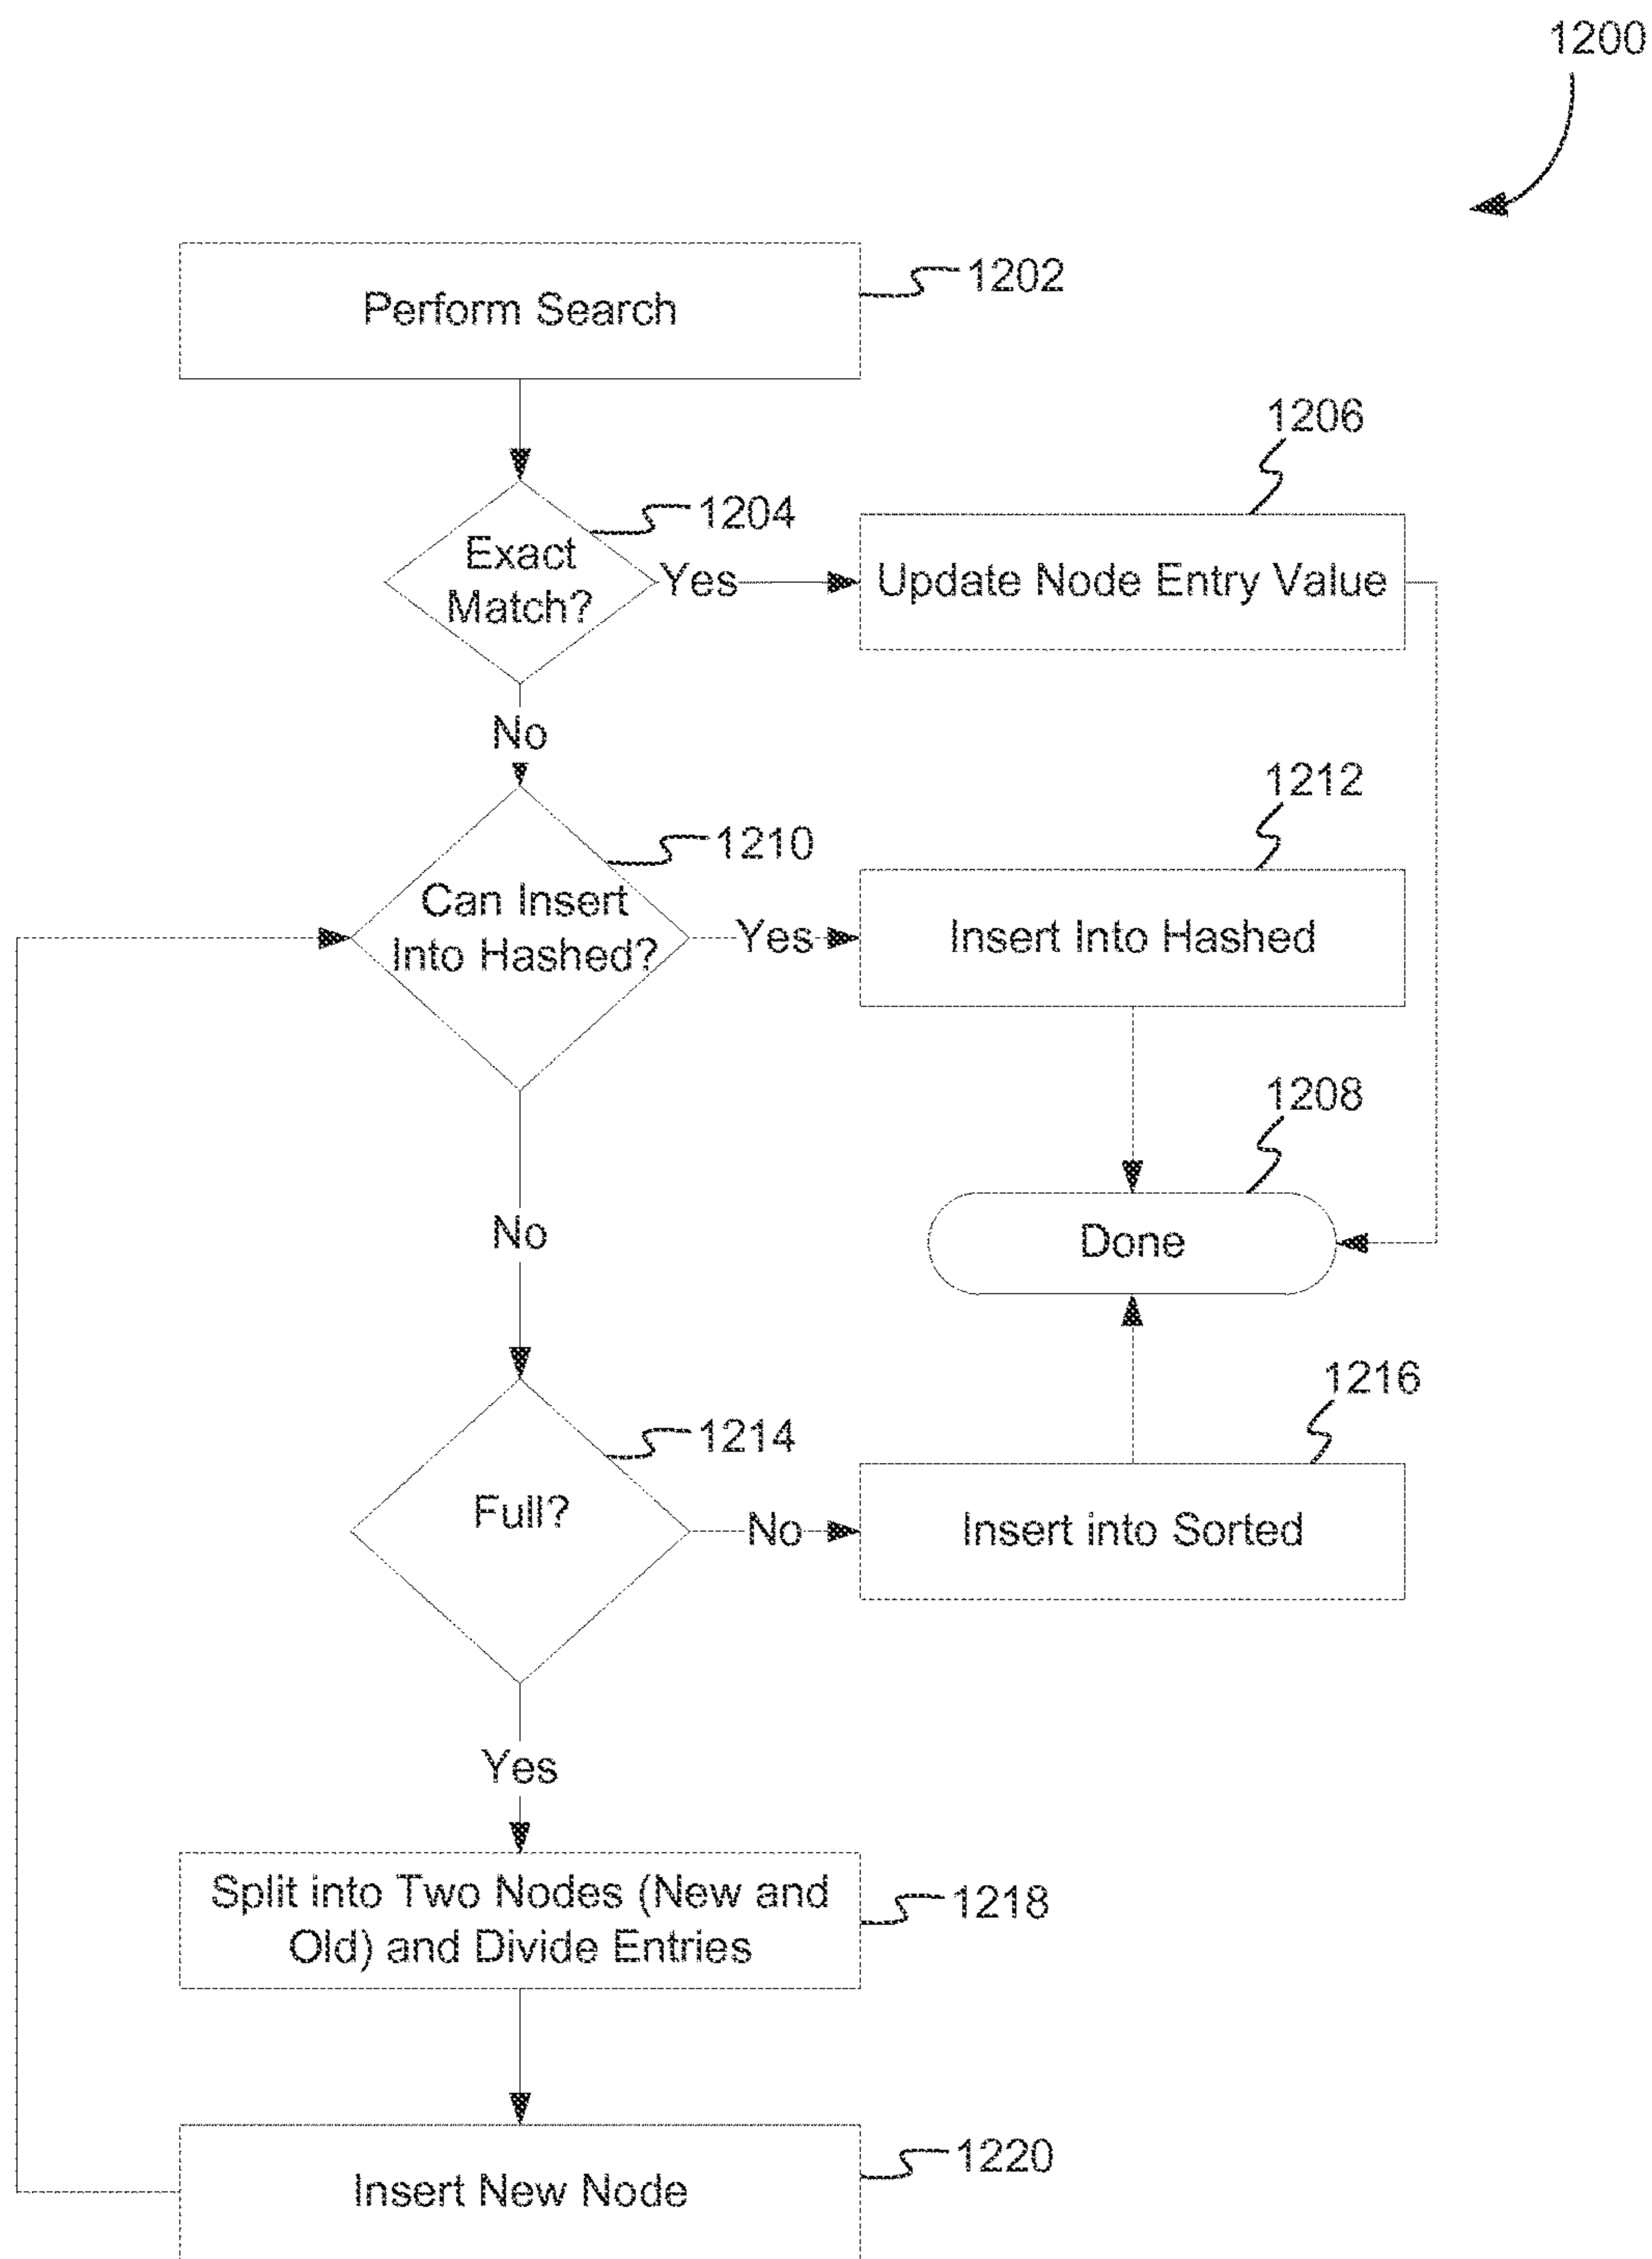 1200
Perform Search
1202
1206
1204
Exact
Match?
Yes
Update Node Entry Value
No
1212
1210
Can Insert
Into Hashed?
Yes
Insert Into Hashed
1208
No
Done
1216
1214
Full?
No
Insert into Sorted
Yes
Split into Two Nodes (New and
Old) and Divide Entries
1218
1220
Insert New Node